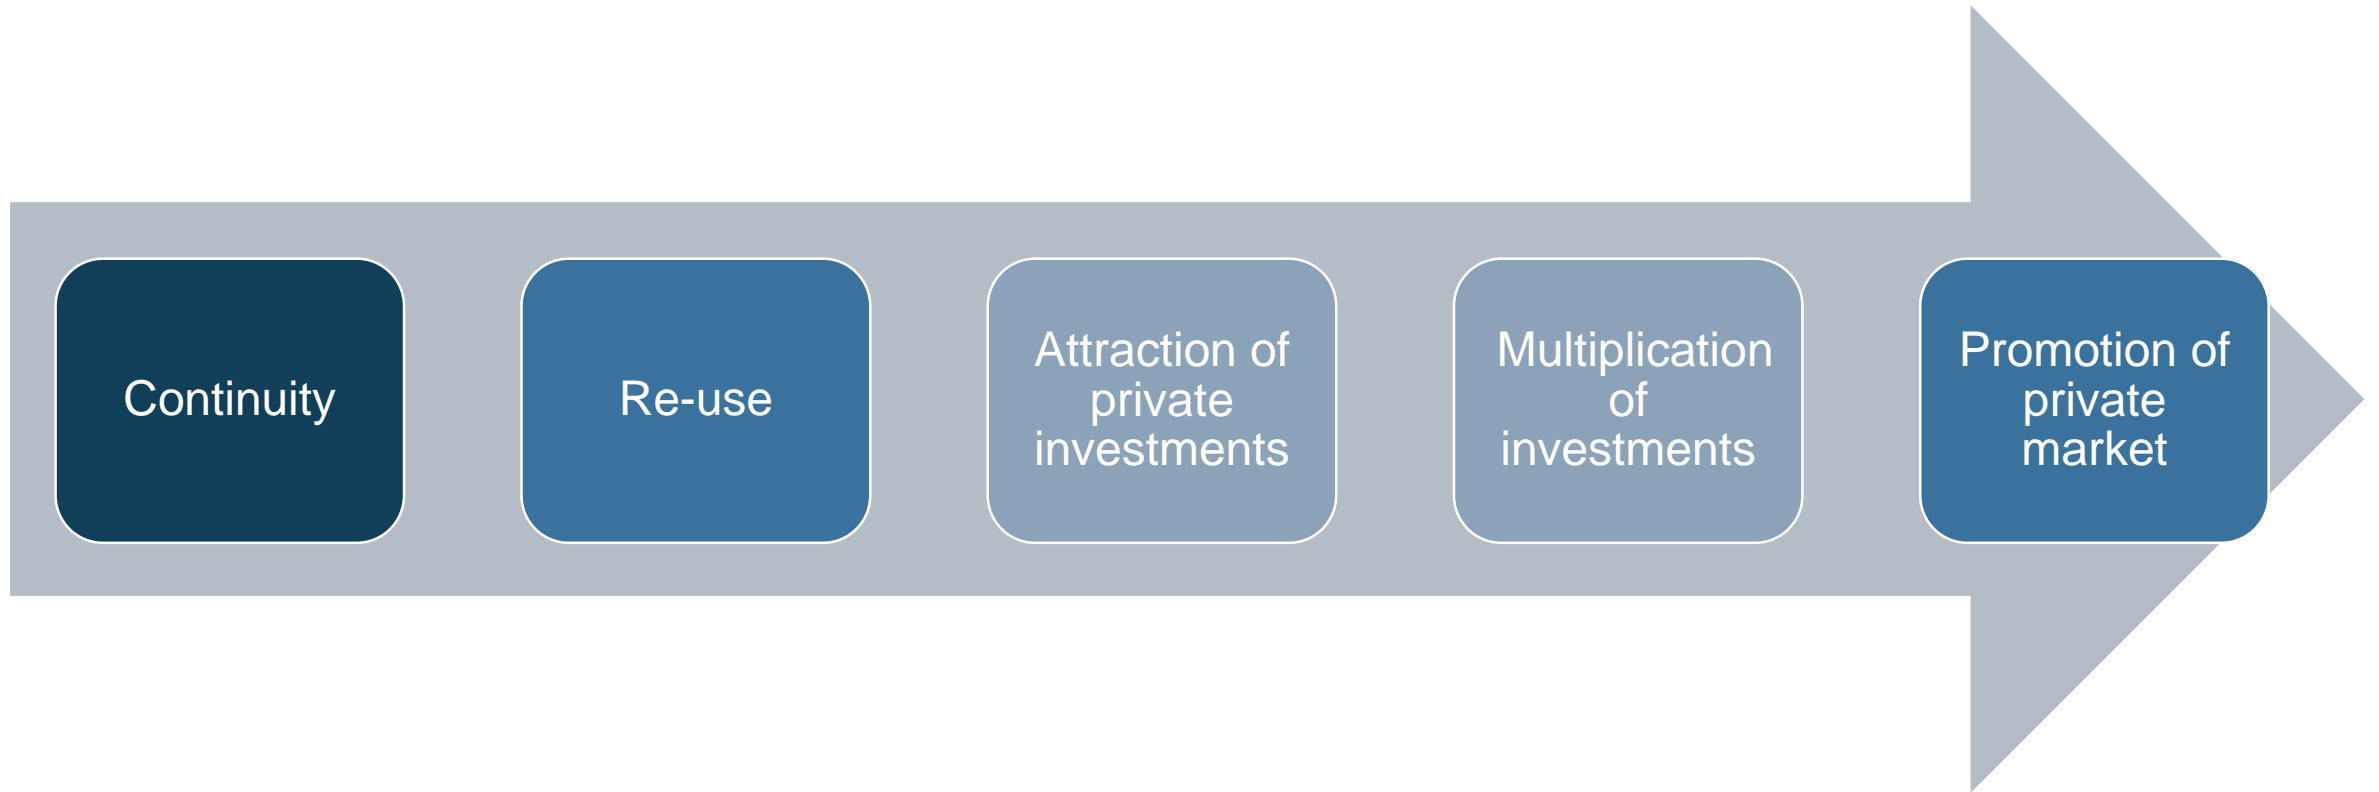 Continuity
Re-use
Attraction of
private
investments
Multiplication
of
investments
Promotion of
private
market